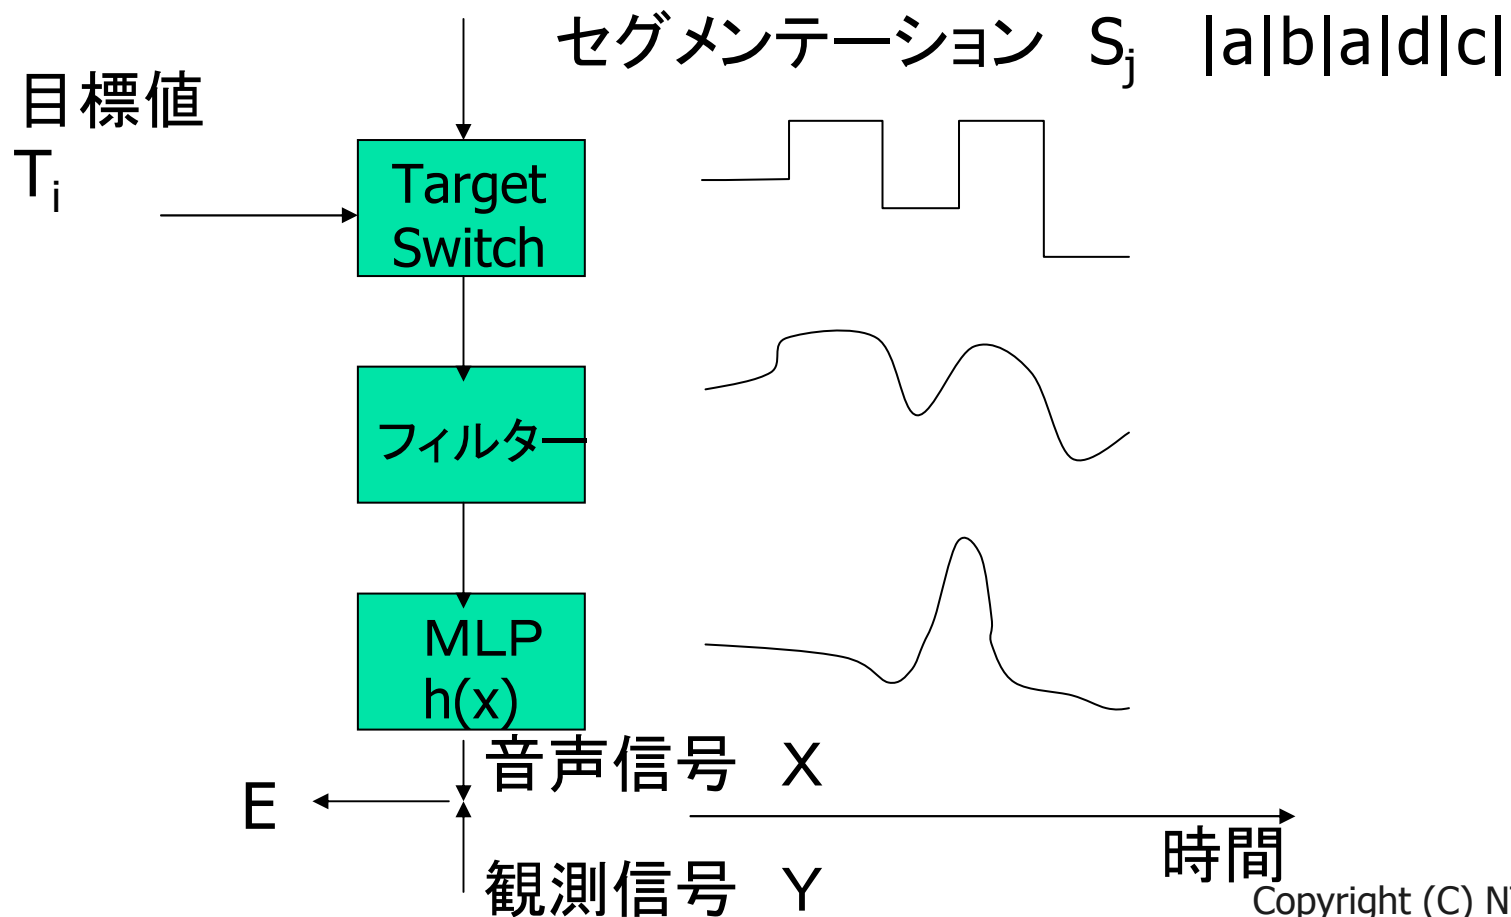 セグメンテーション Sj |a|b|a|d|c|
目標値
Ti
Target
Switch
フィルター
MLP
h(x)
音声信号 X
E
時間
観測信号 Y
Copyright (C) N